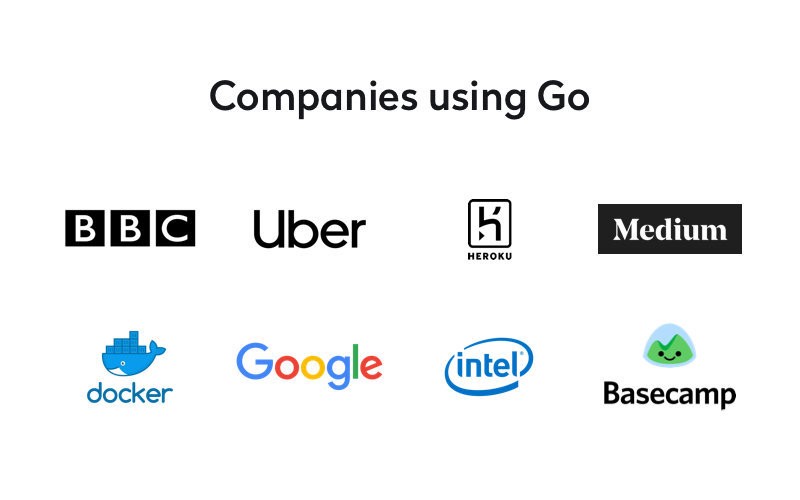 Companies using Go
BBC
Uber
HEROKU
Medium
docker
Google
intel
Basecamp